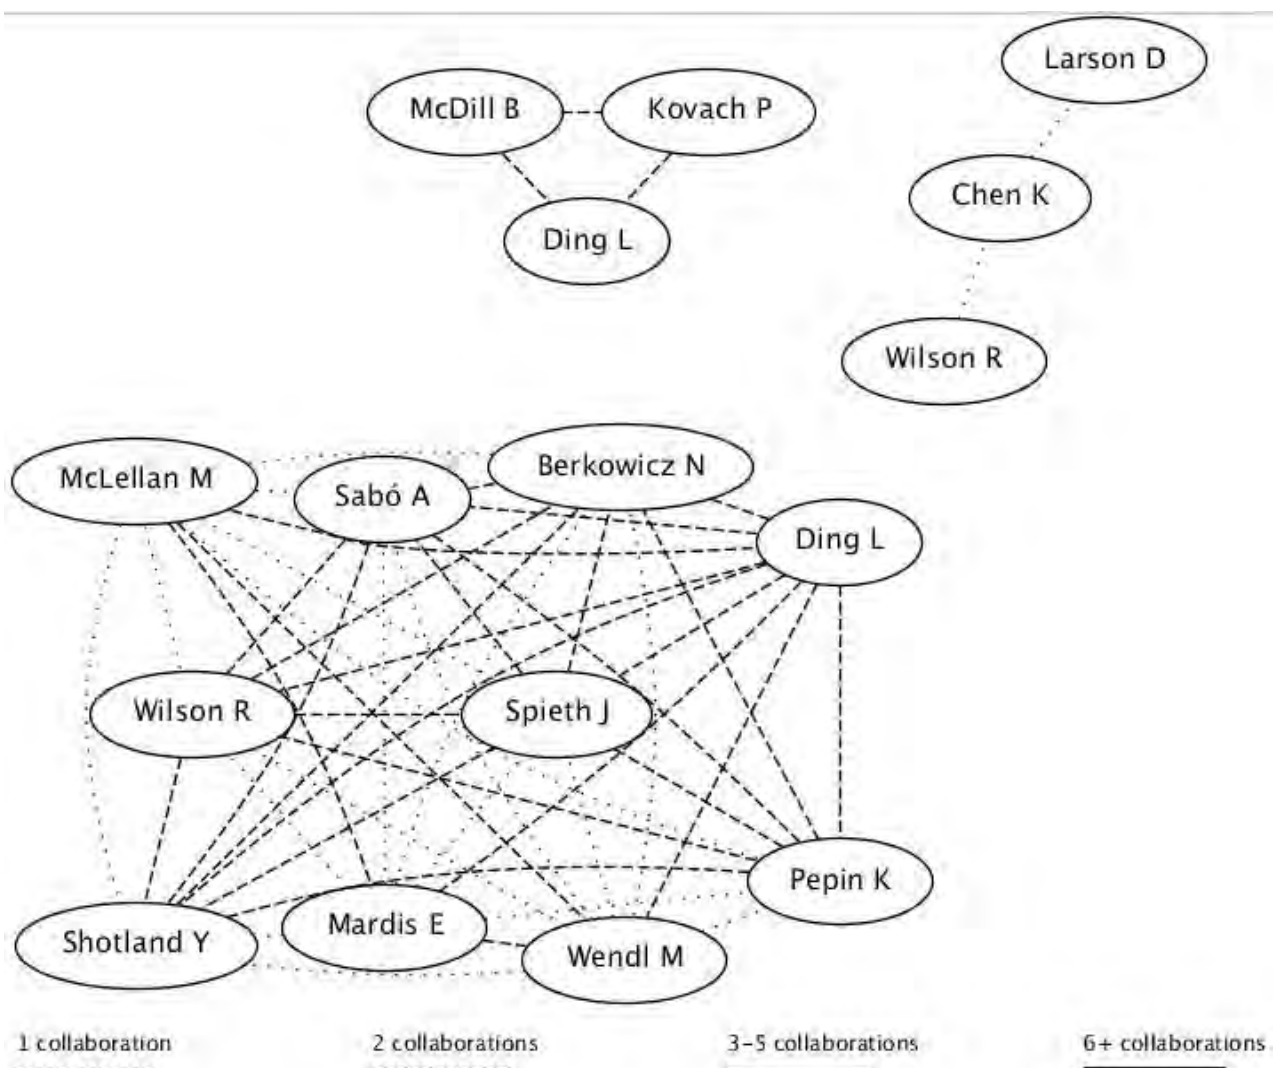 Larson D
McDill B
Kovach P
Chen K
Ding L
Wilson R
Berkowicz N
McLellan M
Sabó A
Ding L
Wilson R
Spieth J
Pepin K
Mardis E
Shotland Y
Wendl M
1 collaboration
2 collaborations
3-5 collaborations
6+ collaborations